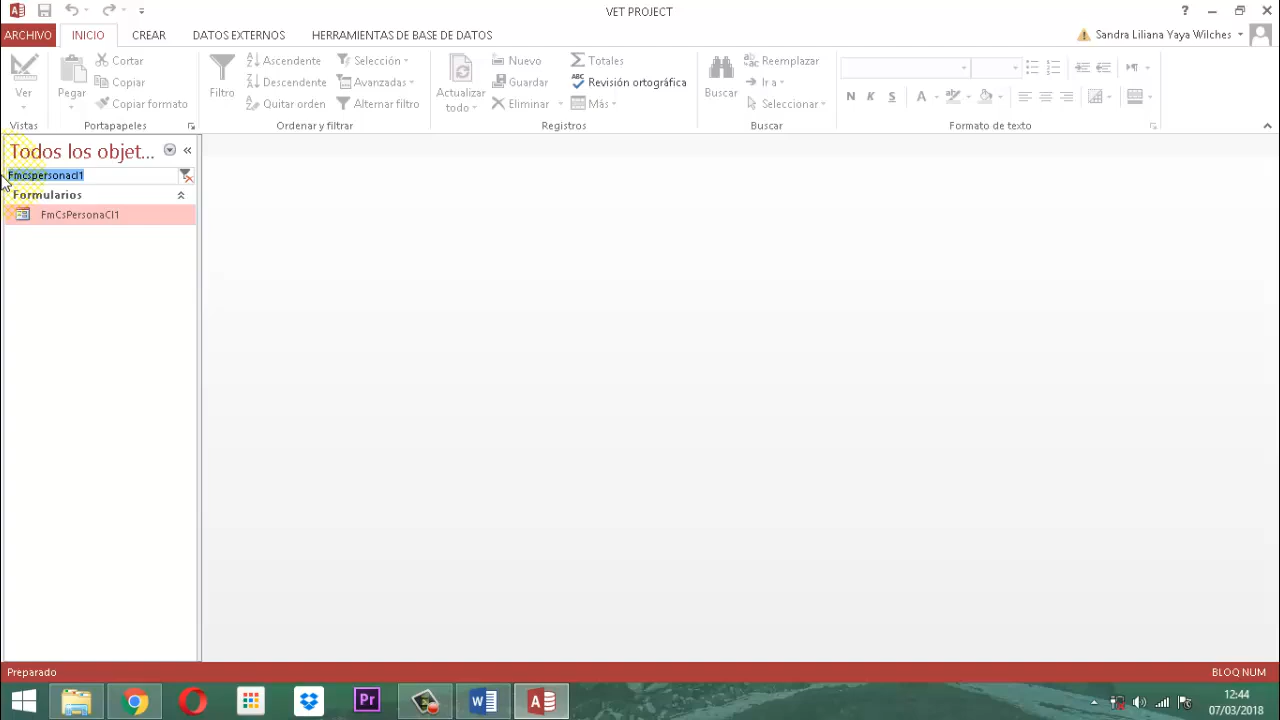 VET PROJECT
?
ARCHIVO INICIO CREAR DATOS EXTERNOS HERRAMIENTAS DE BASE DE DATOS Sandra Liliana Yaya Wilches
Ver
Pegar
Cortar
Copiar
Copiar formato
Filtro
Ascendente
Descendente
Quitar orden
Selección
Avanzadas
Alternar filtro
Actualizar
todo
Nuevo
Guardar
Eliminar
Totales
Revisión ortográfica
Más
Buscar
Reemplazar
Ir a
Seleccionar
N K S A
Vistas Portapapeles Ordenar y filtrar Registros Buscar Formato de texto
Todos los objet...
Fmcspersonacl1
Formularios
FmCsPersonaCl1
Preparado BLOQ NUM
Pr
12:44
07/03/2018